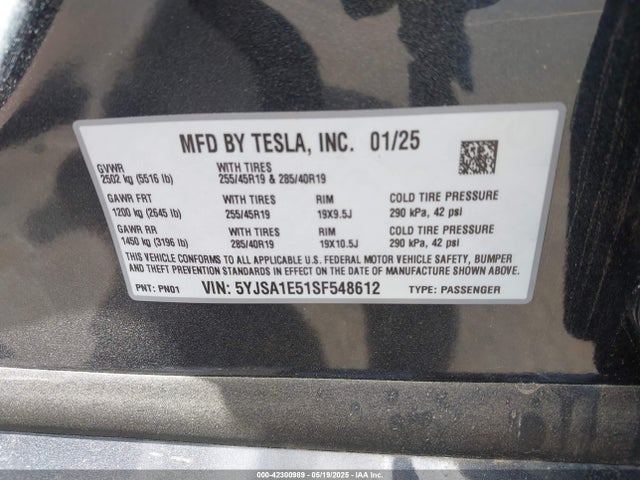 MFD BY TESLA, INC. 01/25
GVWR
2502 kg (5516 lb)
WITH TIRES
255/45R19 & 285/40R19
GAWR FRT
1200 kg (2645 lb)
WITH TIRES
255/45R19
RIM
19X9.5J
COLD TIRE PRESSURE
290 kPa, 42 psi
GAWR RR
1450 kg (3196 lb)
WITH TIRES
285/40R19
RIM
19X10.5J
COLD TIRE PRESSURE
290 kPa, 42 psi
THIS VEHICLE CONFORMS TO ALL APPLICABLE U.S. FEDERAL MOTOR VEHICLE SAFETY, BUMPER
AND THEFT PREVENTION STANDARDS IN EFFECT ON THE DATE OF MANUFACTURE SHOWN ABOVE.
PNT: PN01 VIN: 5YJSA1E51SF548612 TYPE: PASSENGER
000-42300989 | 05/19/2025 | IAAI.COM